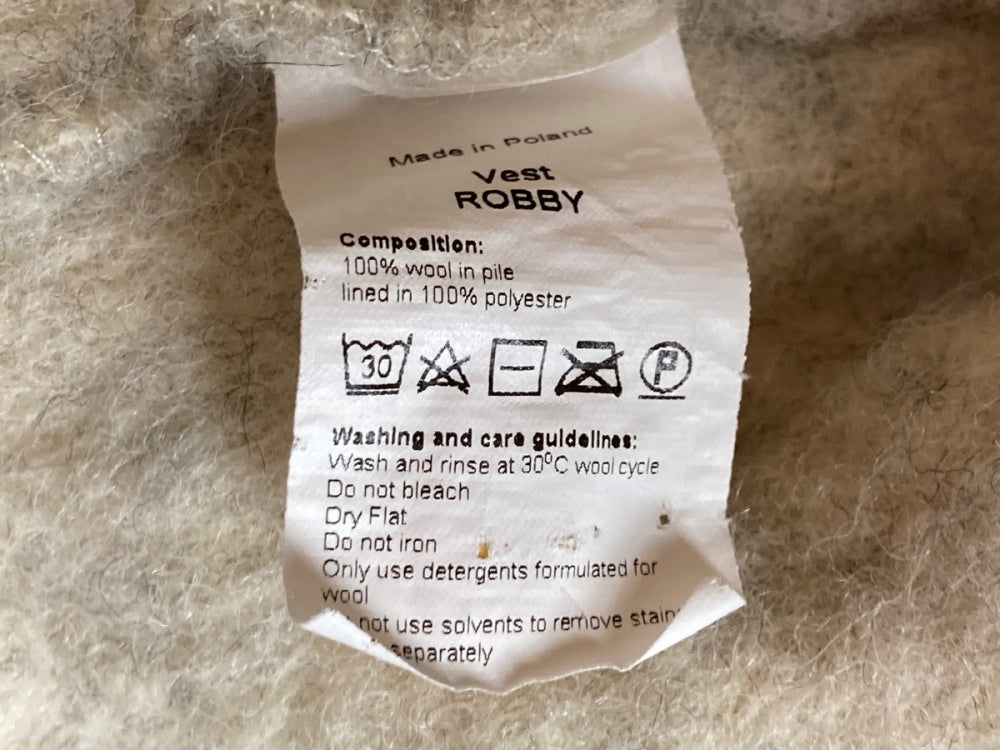 Made in Poland
Vest
ROBBY
Composition:
100% wool in pile
lined in 100% polyester
30 P
Washing and care guidelines:
Wash and rinse at 30⁰C wool cycle
Do not bleach
Dry Flat
Do not iron
Only use detergents formulated for
wool
not use solvents to remove
separately